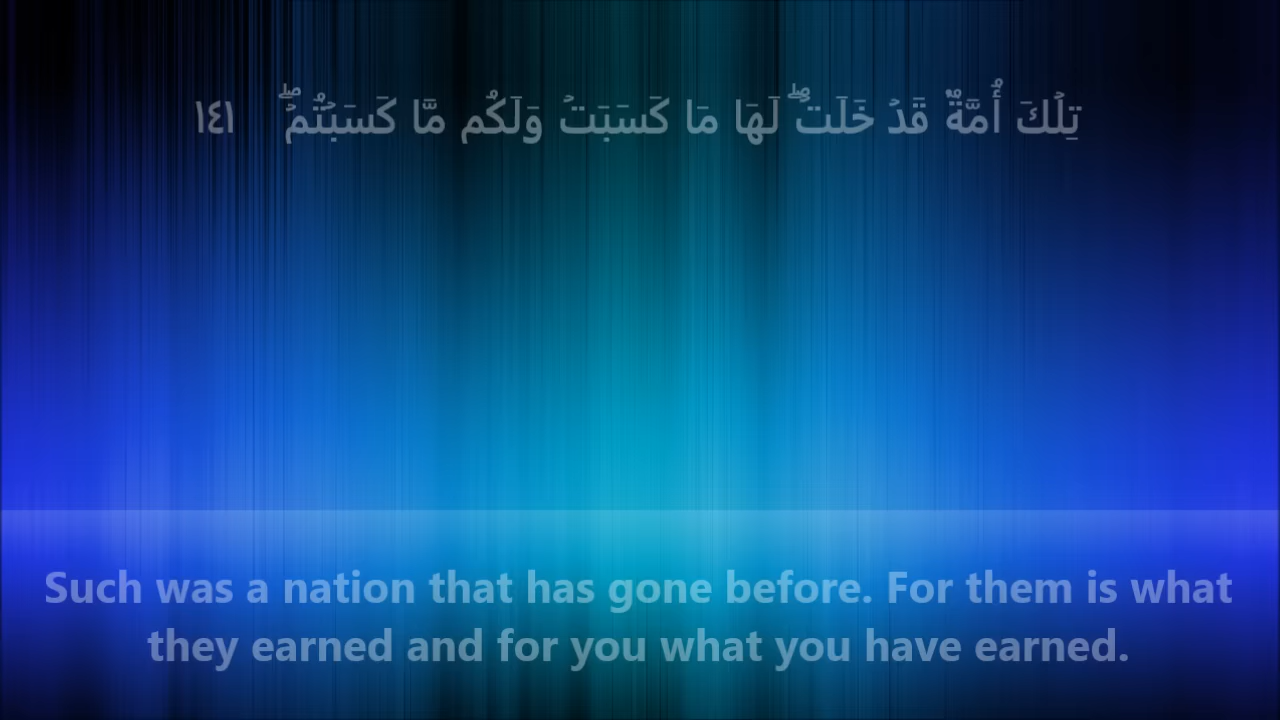 تِلۡكَ أُمَّةٞ قَدۡ خَلَتۡۖ لَهَا مَا كَسَبَتۡ وَلَكُم مَّا كَسَبۡتُمۡۖ ١٤١
Such was a nation that has gone before. For them is what
they earned and for you what you have earned.